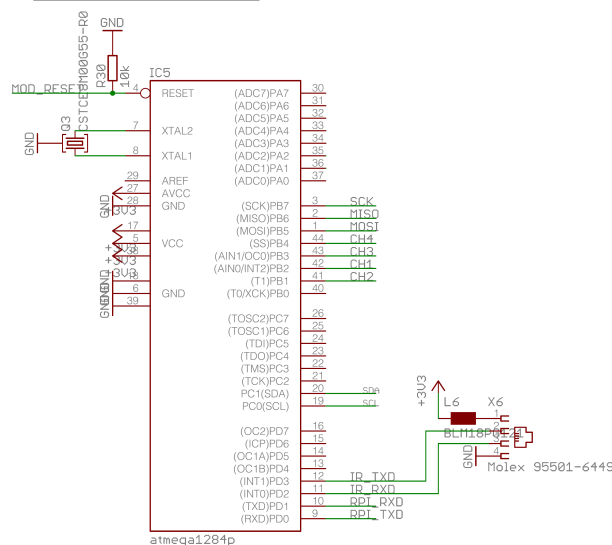 GND
CSTCE8M00G55-R0
R30
10k
IC5
MOD_RESET
4
RESET
Q3
GND
7
XTAL2
8
XTAL1
29
AREF
27
AVCC
28
GND
GND
+3V3
17
5
VCC
38
+3V3
+3V3
+3V3
18
GND
6
GND
GND
39
GND
(ADC7)PA7
30
(ADC6)PA6
31
(ADC5)PA5
32
(ADC4)PA4
33
(ADC3)PA3
34
(ADC2)PA2
35
(ADC1)PA1
36
(ADC0)PA0
37
(SCK)PB7
3
SCK
(MISO)PB6
2
MISO
(MOSI)PB5
1
MOSI
(SS)PB4
44
CH4
(AIN1/OC0)PB3
43
CH3
(AIN0/INT2)PB2
42
CH1
(T1)PB1
41
CH2
(T0/XCK)PB0
40
(TOSC2)PC7
26
(TOSC1)PC6
25
(TDI)PC5
24
(TDO)PC4
23
(TMS)PC3
22
(TCK)PC2
21
PC1(SDA)
20
SDA
PC0(SCL)
19
SCL
(OC2)PD7
16
(ICP)PD6
15
(OC1A)PD5
14
(OC1B)PD4
13
(INT1)PD3
12
IR_TXD
(INT0)PD2
11
IR_RXD
(TXD)PD1
10
RPI_RXD
(RXD)PD0
9
RPI_TXD
atmega1284p
+3V3
L6
X6
1
2
3
4
GND
Molex 95501-6449